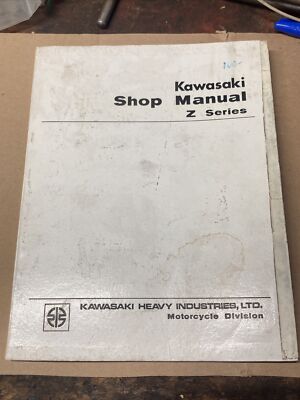 Kawasaki
Shop Manual
Z Series
KAWASAKI HEAVY INDUSTRIES, LTD.
Motorcycle Division